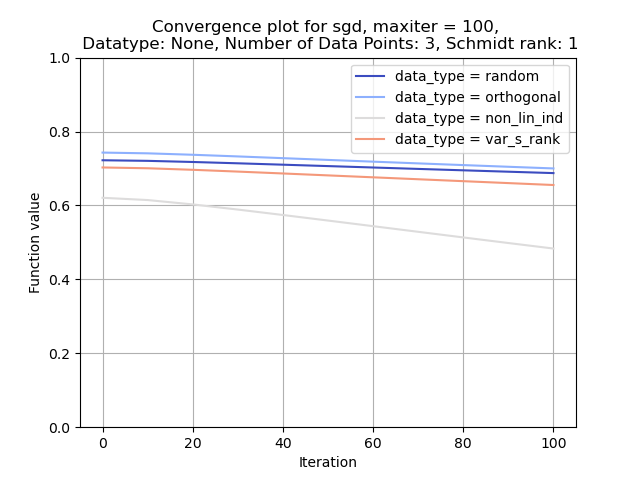 Convergence plot for sgd, maxiter = 100,
Datatype: None, Number of Data Points: 3, Schmidt rank: 1
data_type = random
data_type = orthogonal
data_type = non_lin_ind
data_type = var_s_rank
Function value
1.0
0.8
0.6
0.4
0.2
0.0
0 20 40 60 80 100
Iteration